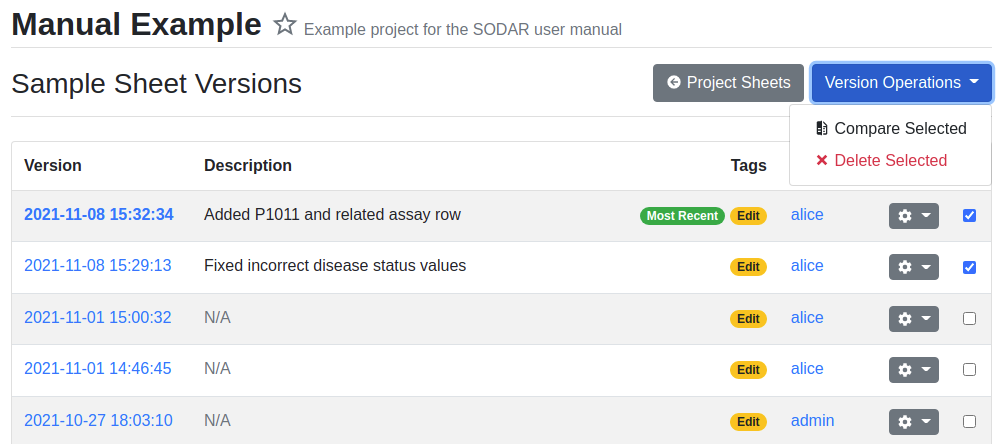 Manual Example Example project for the SODAR user manual
Sample Sheet Versions
Project Sheets
Version Operations
Compare Selected
Delete Selected
Version Description Tags
2021-11-08 15:32:34 Added P1011 and related assay row Most Recent Edit alice
2021-11-08 15:29:13 Fixed incorrect disease status values Edit alice
2021-11-01 15:00:32 N/A Edit alice
2021-11-01 14:46:45 N/A Edit alice
2021-10-27 18:03:10 N/A Edit admin